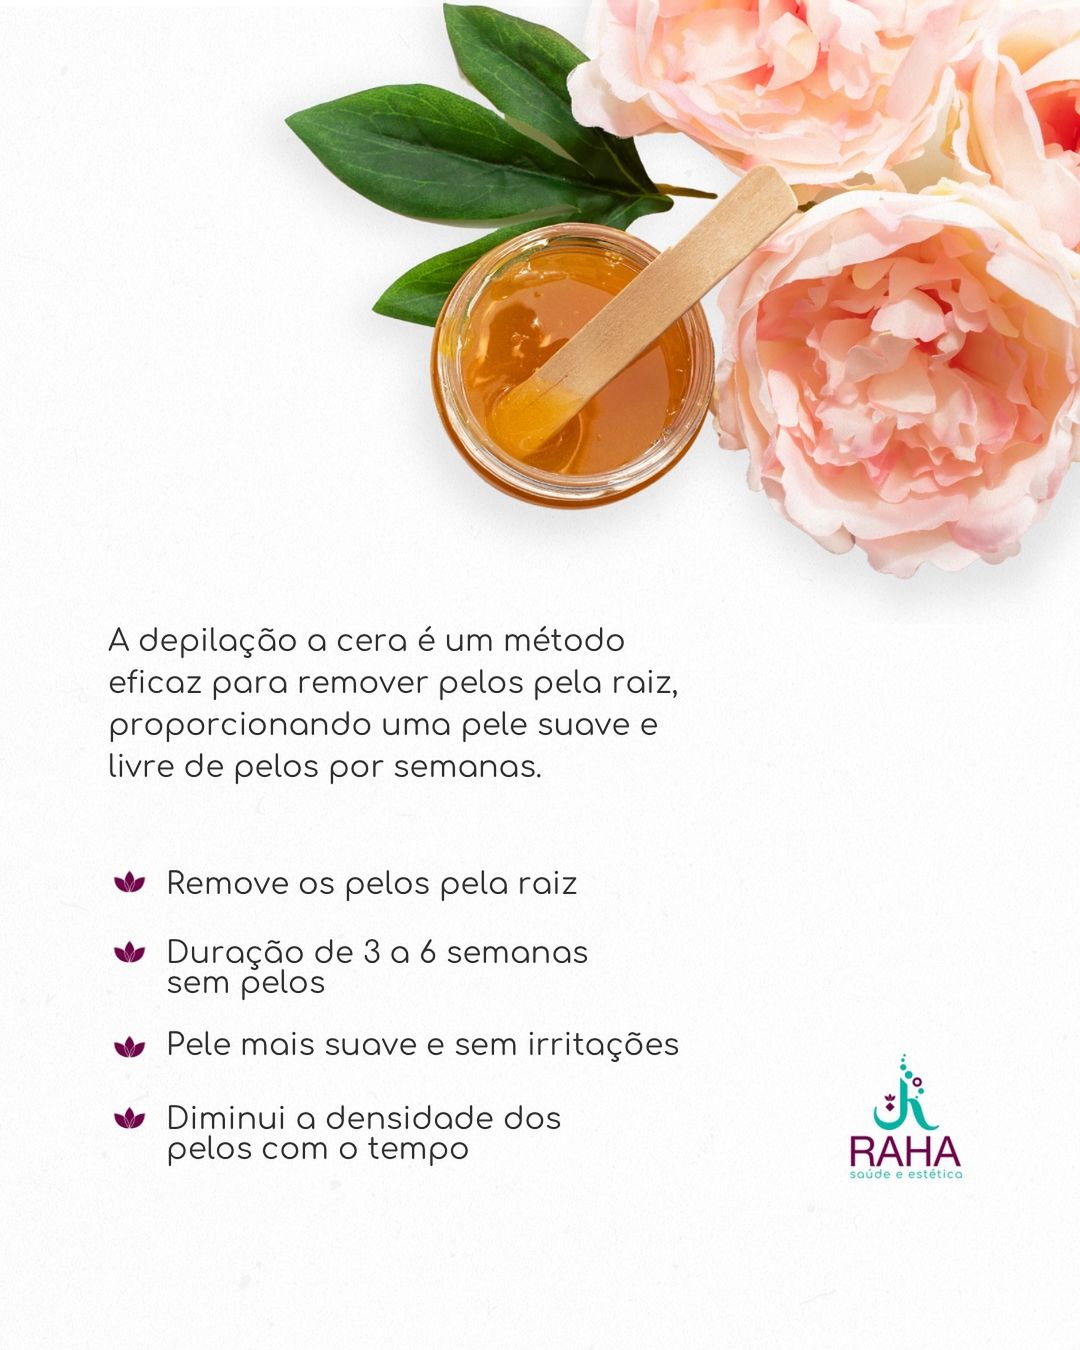 A depilação a cera é um método
eficaz para remover pelos pela raiz,
proporcionando uma pele suave e
livre de pelos por semanas.
Remove os pelos pela raiz
Duração de 3 a 6 semanas
sem pelos
Pele mais suave e sem irritações
Diminui a densidade dos
pelos com o tempo
RAHA
saúde e estética